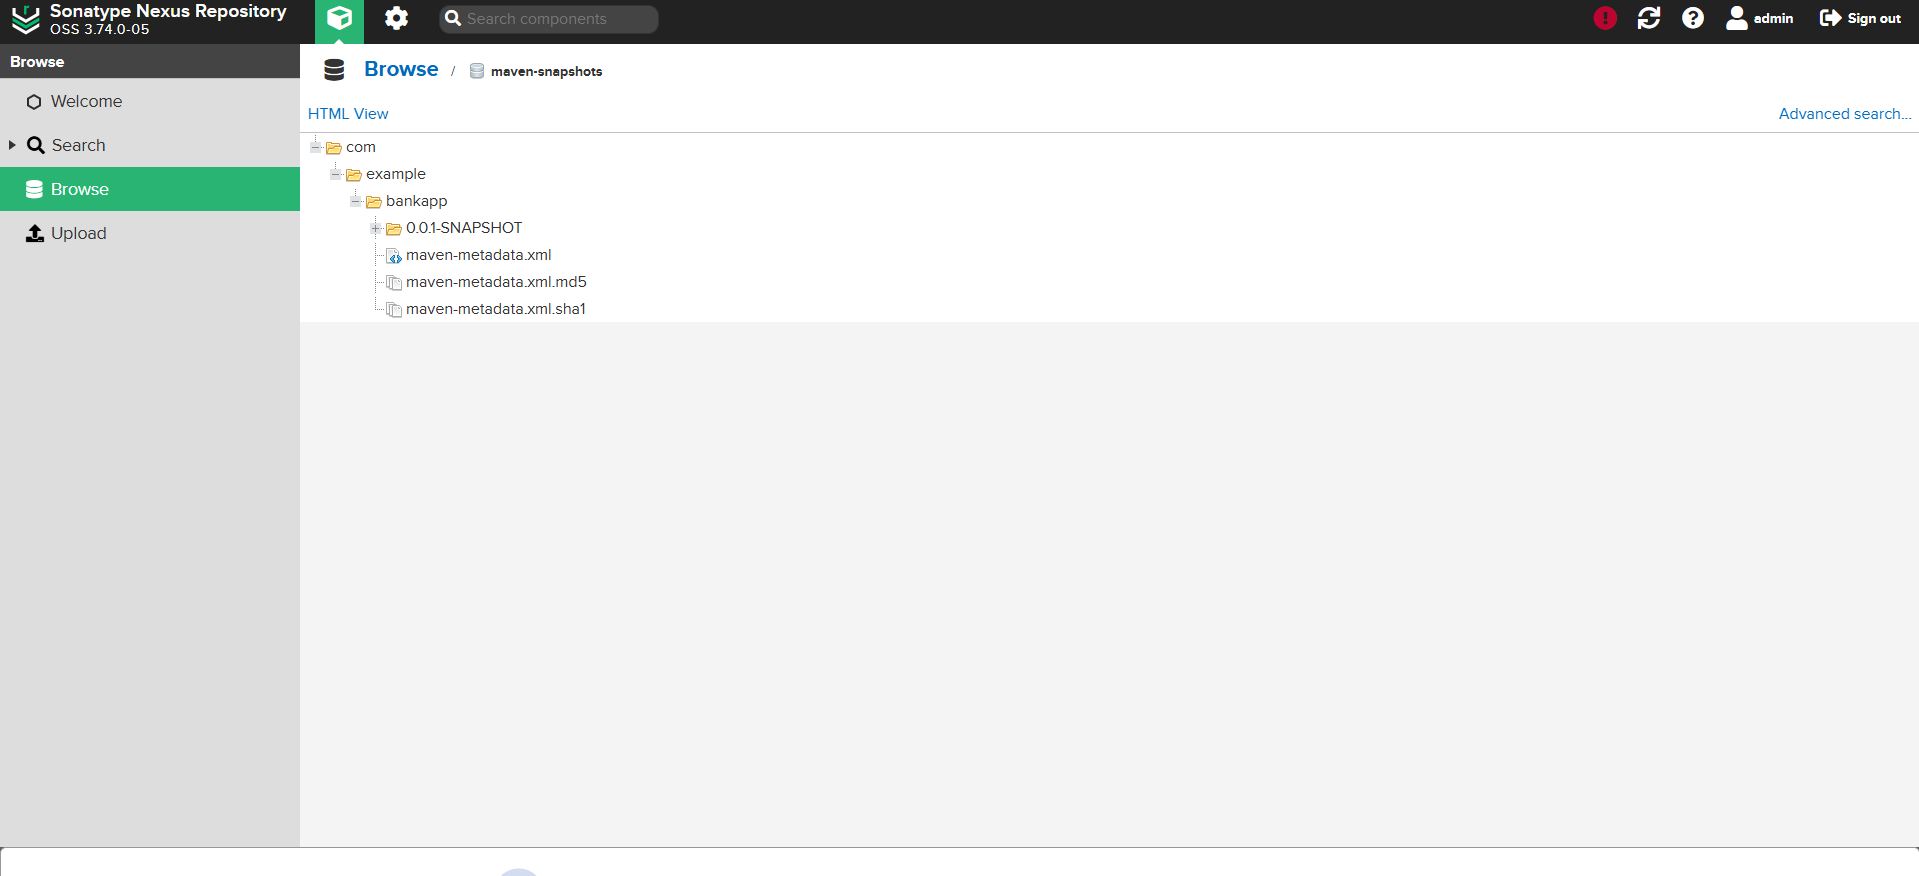 Sonatype Nexus Repository
OSS 3.74.0-05
Search components
admin
Sign out
Browse
Welcome
Search
Browse
Upload
Browse / maven-snapshots
HTML View
Advanced search...
com
example
bankapp
0.0.1-SNAPSHOT
maven-metadata.xml
maven-metadata.xml.md5
maven-metadata.xml.sha1